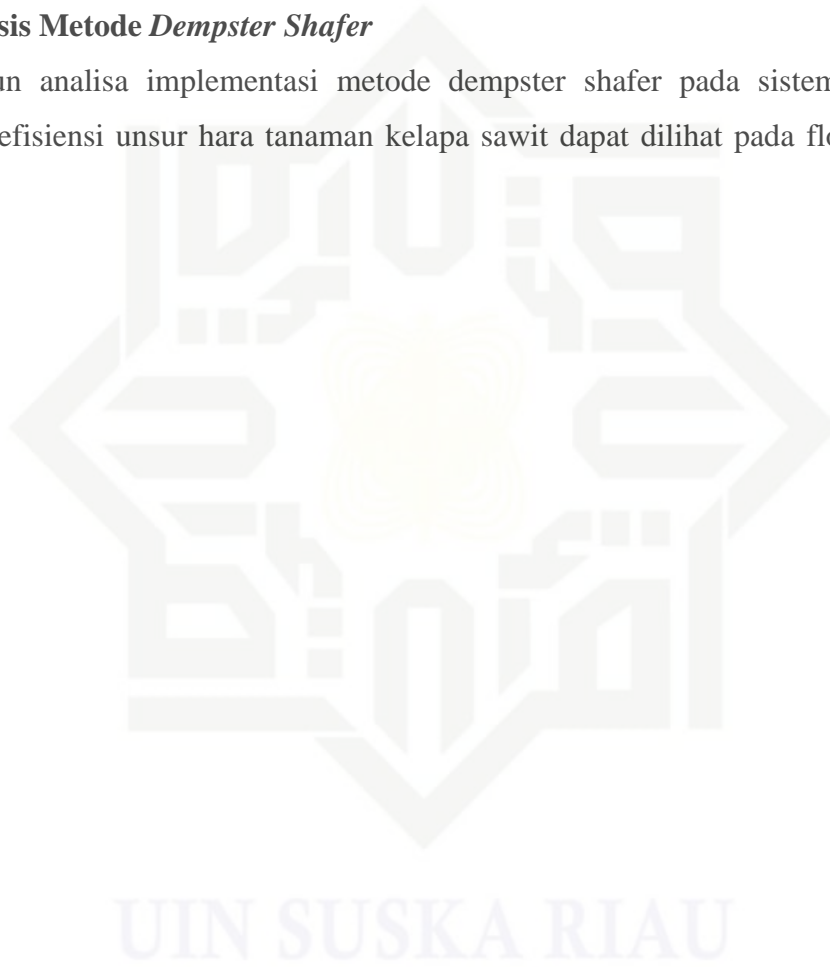 sis Metode Dempster Shafer
un analisa implementasi metode dempster shafer pada sistem
efisiensi unsur hara tanaman kelapa sawit dapat dilihat pada flo
UIN SUSKA RIAU